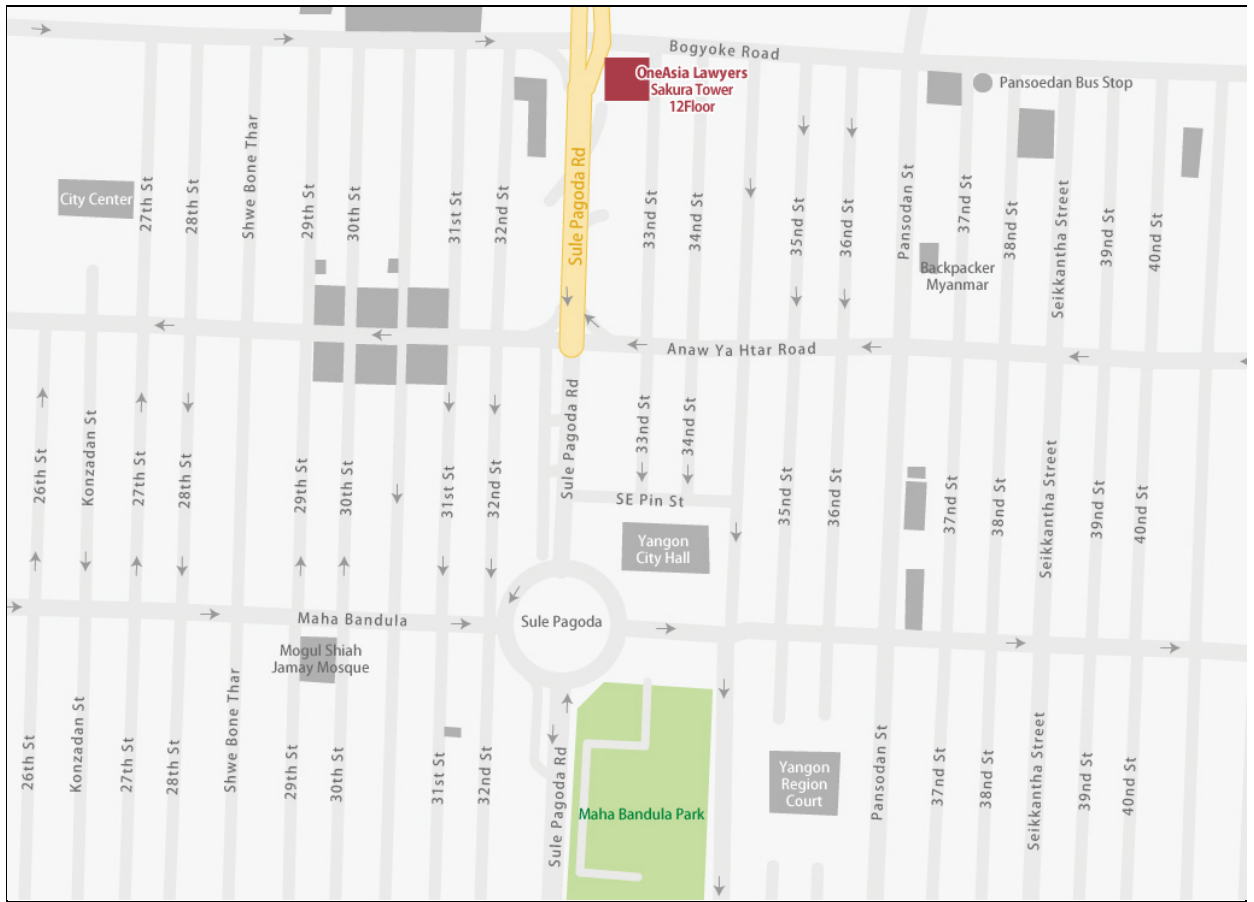 Bogyoke Road
OneAsia Lawyers
Sakura Tower
12Floor
Pansoedan Bus Stop
City Center
27th St
28th St
Shwe Bone Thar
29th St
30th St
31st St
32nd St
Sule Pagoda Rd
33nd St
34nd St
35nd St
36nd St
Pansodan St
37nd St
38nd St
Seikkantha Street
39nd St
40nd St
Backpacker
Myanmar
Anaw Ya Htar Road
26th St
Konzadan St
27th St
28th St
29th St
30th St
31st St
32nd St
Sule Pagoda Rd
33nd St
34nd St
35nd St
36nd St
37nd St
38nd St
Seikkantha Street
39nd St
40nd St
SE Pin St
Yangon
City Hall
Maha Bandula
Sule Pagoda
Mogul Shiah
Jamay Mosque
26th St
Konzadan St
27th St
28th St
Shwe Bone Thar
29th St
30th St
31st St
32nd St
Sule Pagoda Rd
Maha Bandula Park
Yangon
Region
Court
Pansodan St
37nd St
38nd St
Seikkantha Street
39nd St
40nd St